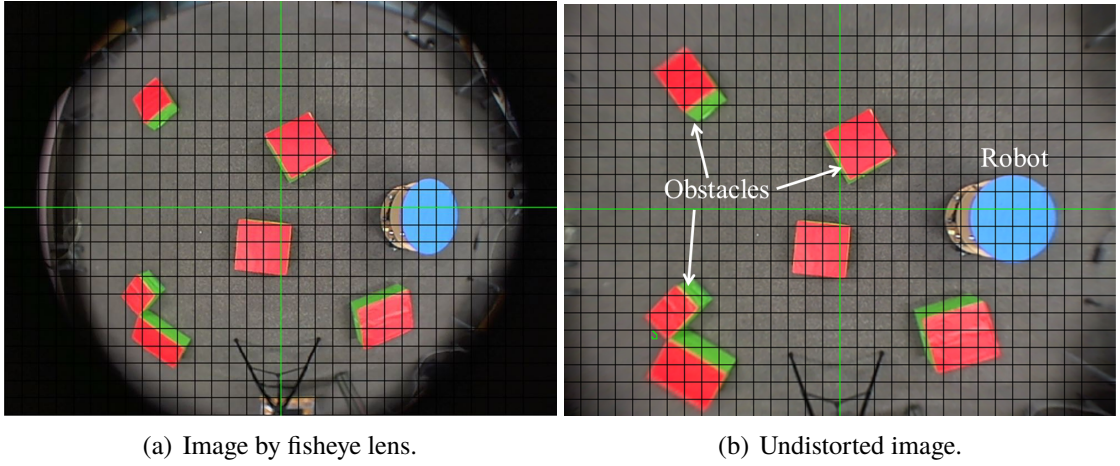 Robot
Obstacles
(a) Image by fisheye lens.
(b) Undistorted image.